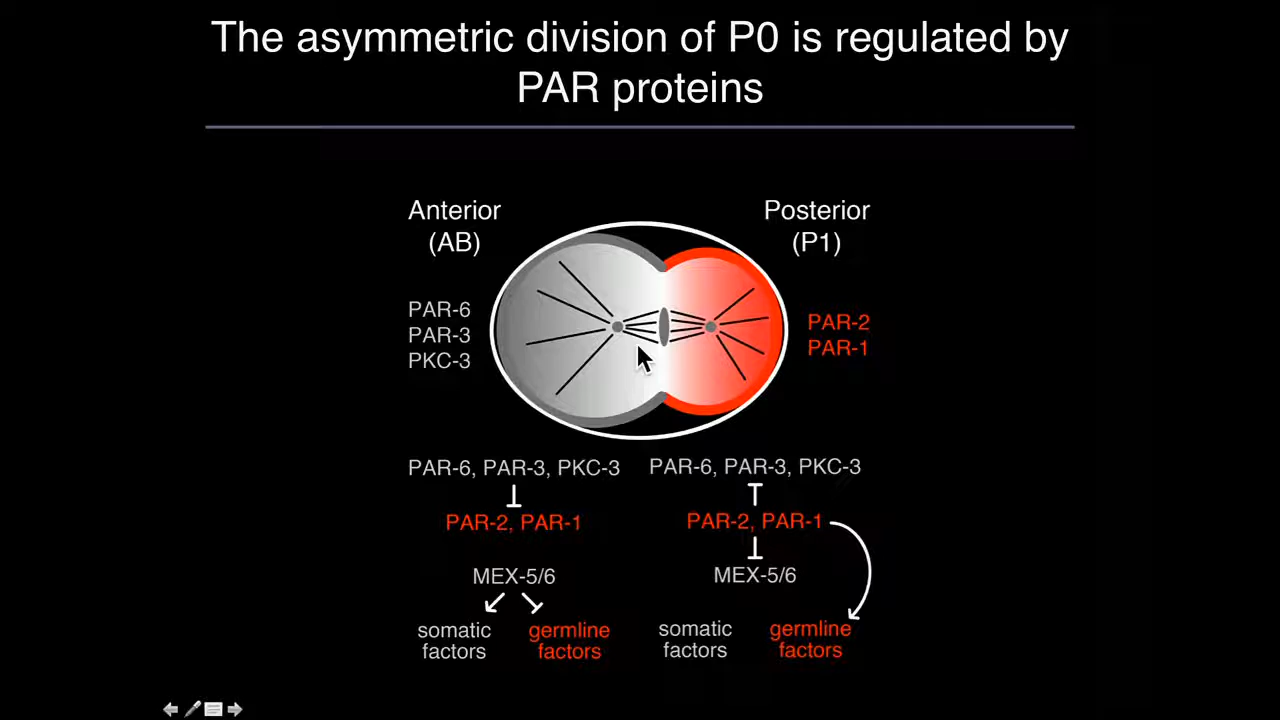 The asymmetric division of P0 is regulated by
PAR proteins
Anterior
(AB)
Posterior
(P1)
PAR-6
PAR-3
PKC-3
PAR-2
PAR-1
PAR-6, PAR-3, PKC-3
PAR-2, PAR-1
MEX-5/6
somatic
factors
germline
factors
PAR-6, PAR-3, PKC-3
PAR-2, PAR-1
MEX-5/6
somatic
factors
germline
factors